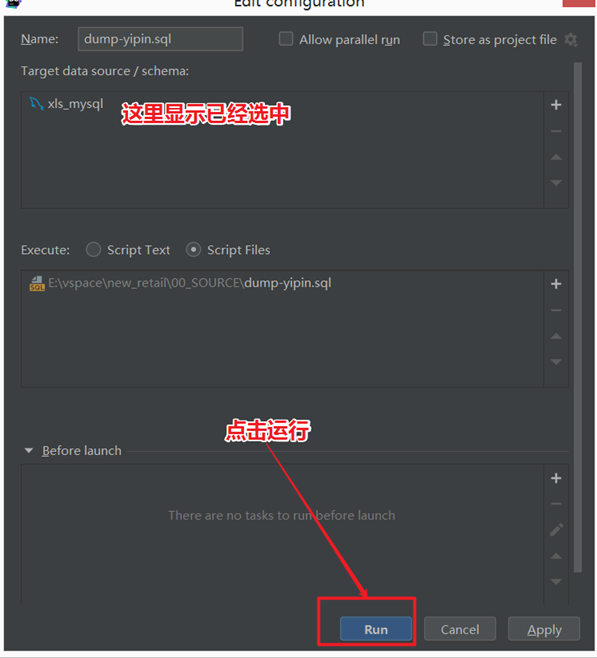 Edit configuration
Name: dump-yipin.sql Allow parallel run Store as project file
Target data source / schema:
xls_mysql
这里显示已经选中
Execute: Script Text Script Files
E:\vspace\new_retail\00_SOURCE\dump-yipin.sql
点击运行
Before launch
There are no tasks to run before launch
Run Cancel Apply